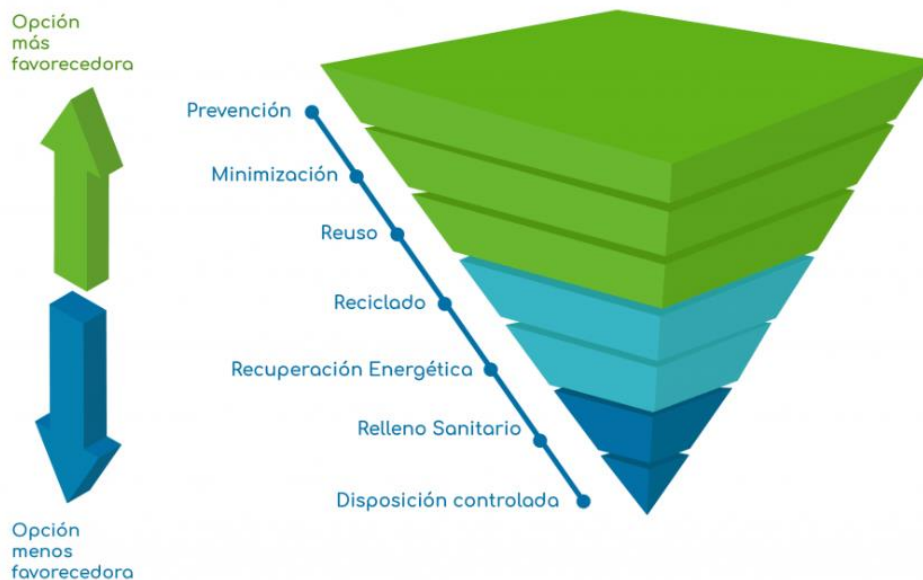 Opción
más
favorecedora
Prevención
Minimización
Reuso
Reciclado
Recuperación Energética
Relleno Sanitario
Disposición controlada
Opción
menos
favorecedora